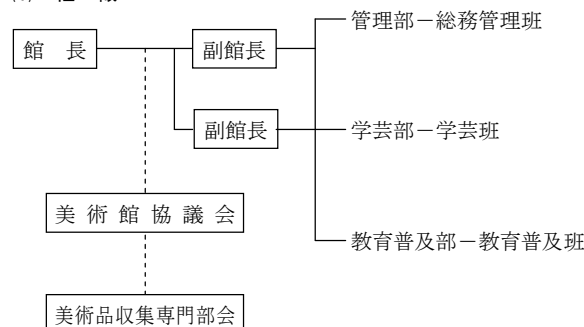 管理部－総務管理班
館　長
副館長
副館長
学芸部－学芸班
美 術 館 協 議 会
教育普及部－教育普及班
美術品収集専門部会